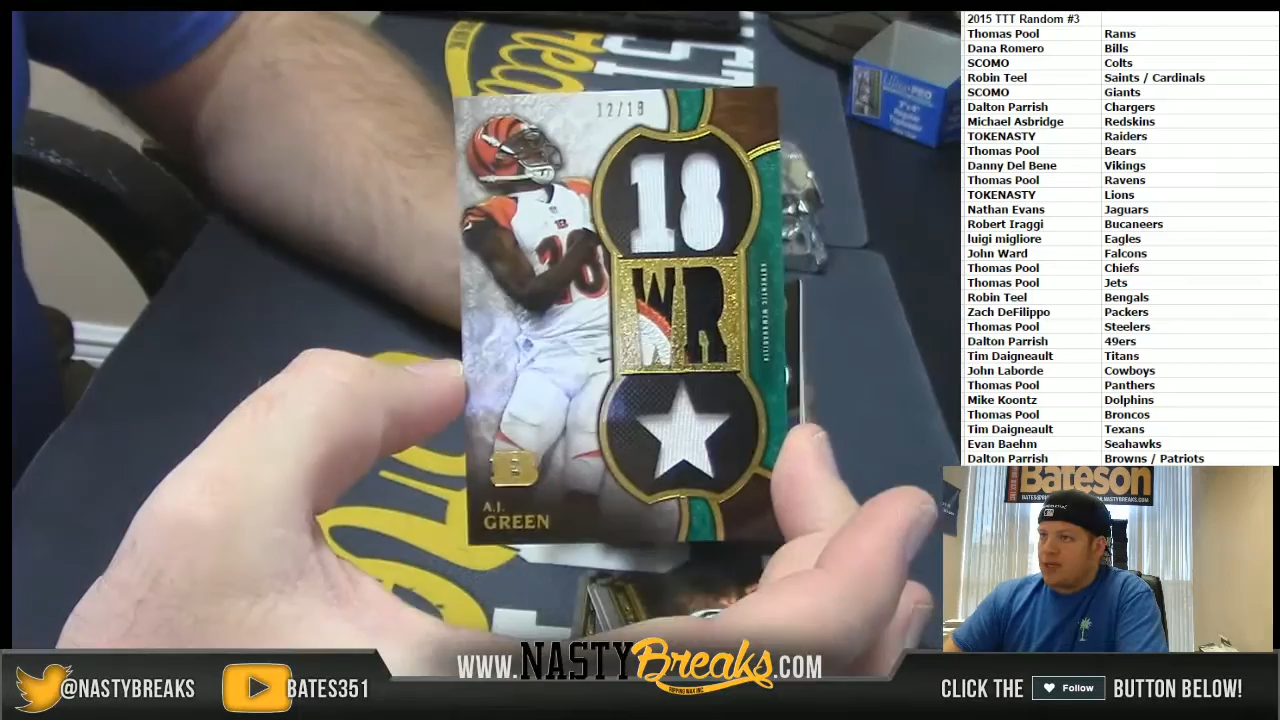 2015 TTT Random #3
Thomas Pool Rams
Dana Romero Bills
SCOMO Colts
Robin Teel Saints / Cardinals
SCOMO Giants
Dalton Parrish Chargers
Michael Asbridge Redskins
TOKENASTY Raiders
Thomas Pool Bears
Danny Del Bene Vikings
Thomas Pool Ravens
TOKENASTY Lions
Nathan Evans Jaguars
Robert Iraggi Bucaneers
luigi migliore Eagles
John Ward Falcons
Thomas Pool Chiefs
Thomas Pool Jets
Robin Teel Bengals
Zach DeFilippo Packers
Thomas Pool Steelers
Dalton Parrish 49ers
Tim Daigneault Titans
John Laborde Cowboys
Thomas Pool Panthers
Mike Koontz Dolphins
Thomas Pool Broncos
Tim Daigneault Texans
Evan Baehm Seahawks
Dalton Parrish Browns / Patriots
12/18
18
WR
AUTHENTIC MEMORABILIA
B
A.J.
GREEN
Bateson
@NASTYBREAKS
BATES351
WWW.NASTYBreaks.COM
CLICK THE Follow BUTTON BELOW!